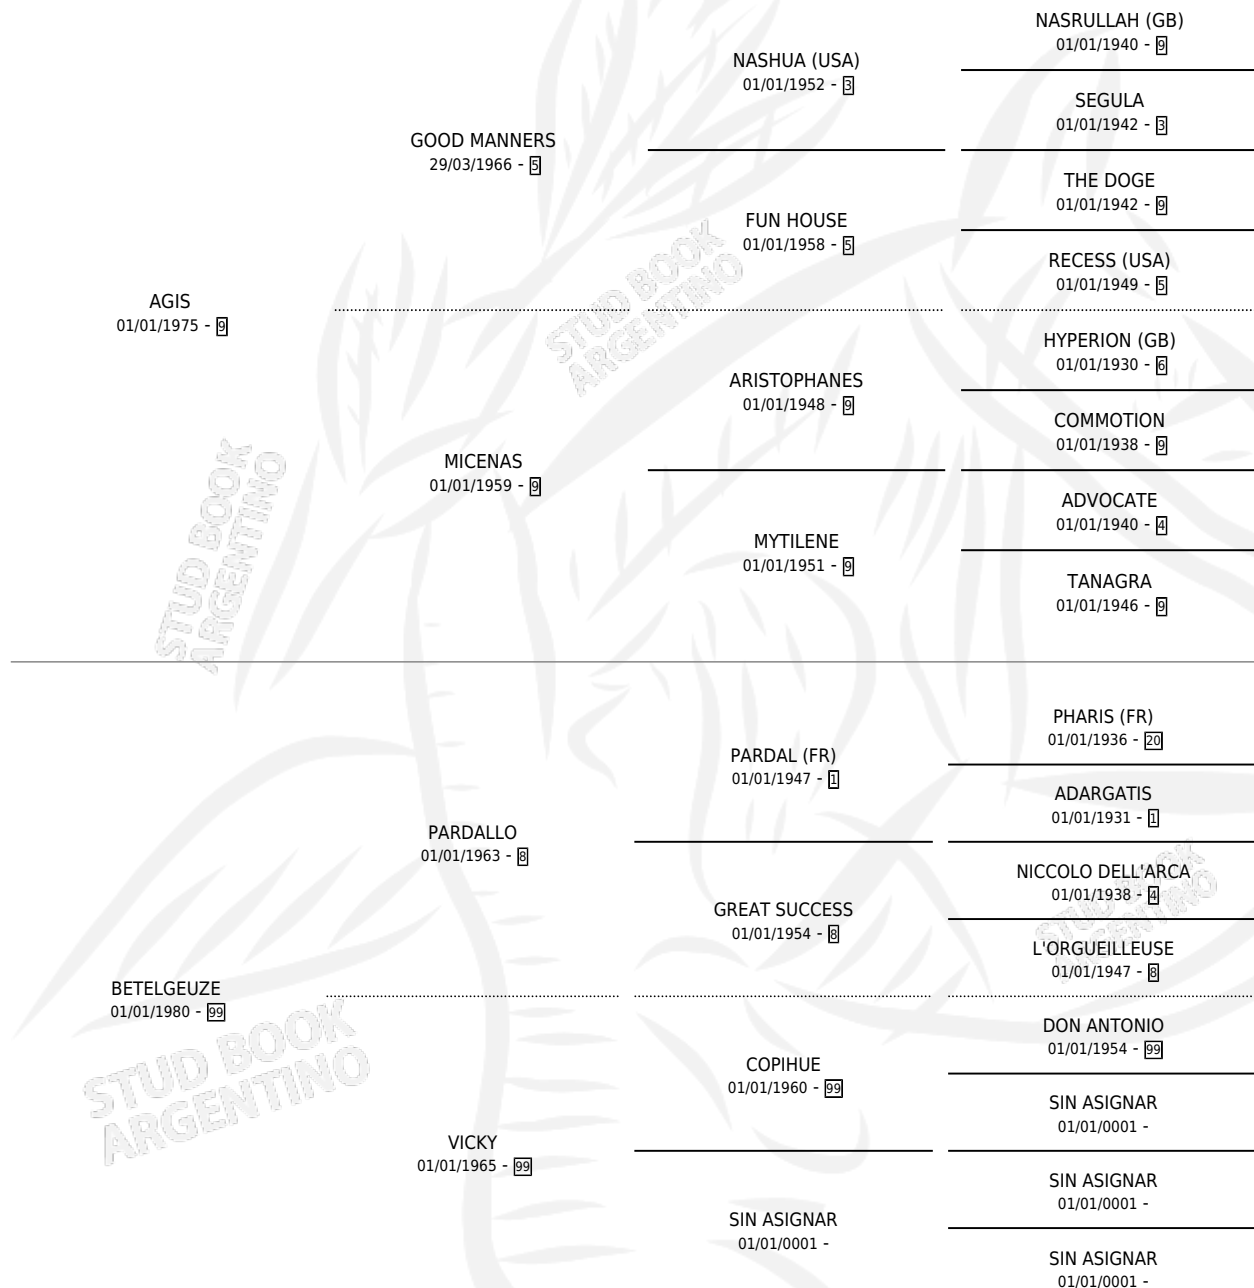 AGIS
01/01/1975 - 9
GOOD MANNERS
29/03/1966 - 5
NASHUA (USA)
01/01/1952 - 3
NASRULLAH (GB)
01/01/1940 - 9
SEGULA
01/01/1942 - 3
FUN HOUSE
01/01/1958 - 5
THE DOGE
01/01/1942 - 9
RECESS (USA)
01/01/1949 - 5
MICENAS
01/01/1959 - 9
ARISTOPHANES
01/01/1948 - 9
HYPERION (GB)
01/01/1930 - 6
COMMOTION
01/01/1938 - 9
MYTILENE
01/01/1951 - 9
ADVOCATE
01/01/1940 - 4
TANAGRA
01/01/1946 - 9
BETELGEUZE
01/01/1980 - 99
PARDALLO
01/01/1963 - 8
PARDAL (FR)
01/01/1947 - 1
PHARIS (FR)
01/01/1936 - 20
ADARGATIS
01/01/1931 - 1
GREAT SUCCESS
01/01/1954 - 8
NICCOLO DELL'ARCA
01/01/1938 - 4
L'ORGUEILLEUSE
01/01/1947 - 8
VICKY
01/01/1965 - 99
COPIHUE
01/01/1960 - 99
DON ANTONIO
01/01/1954 - 99
SIN ASIGNAR
01/01/0001 -
SIN ASIGNAR
01/01/0001 -
SIN ASIGNAR
01/01/0001 -
SIN ASIGNAR
01/01/0001 -
STUD BOOK
ARGENTINO
STUD BOOK
ARGENTINO
STUD BOOK
ARGENTINO
STUD BOOK
ARGENTINO